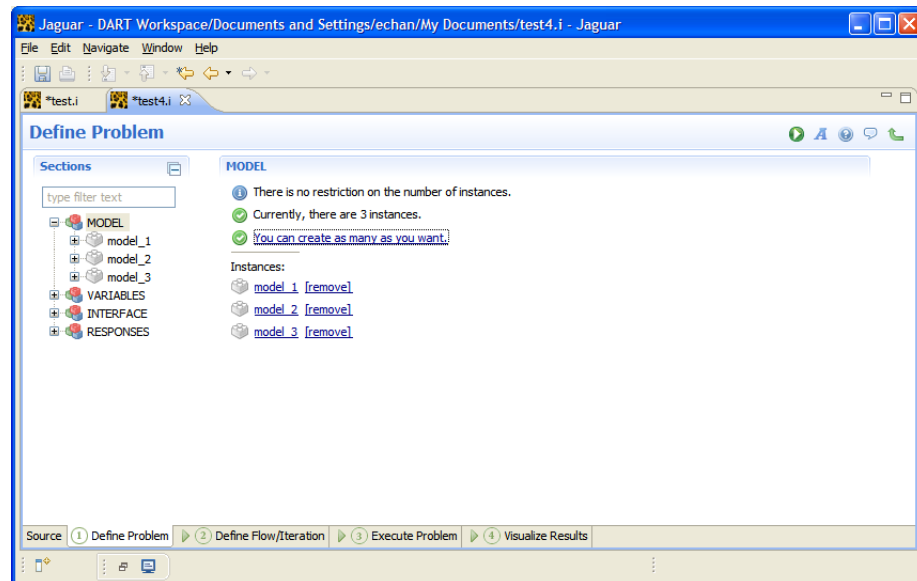 Jaguar - DART Workspace/Documents and Settings/echan/My Documents/test4.i - Jaguar
File Edit Navigate Window Help
*test.i *test4.i
Define Problem
Sections
type filter text
MODEL
model_1
model_2
model_3
VARIABLES
INTERFACE
RESPONSES
MODEL
There is no restriction on the number of instances.
Currently, there are 3 instances.
You can create as many as you want.
Instances:
model_1 [remove]
model_2 [remove]
model_3 [remove]
Source 1 Define Problem 2 Define Flow/Iteration 3 Execute Problem 4 Visualize Results